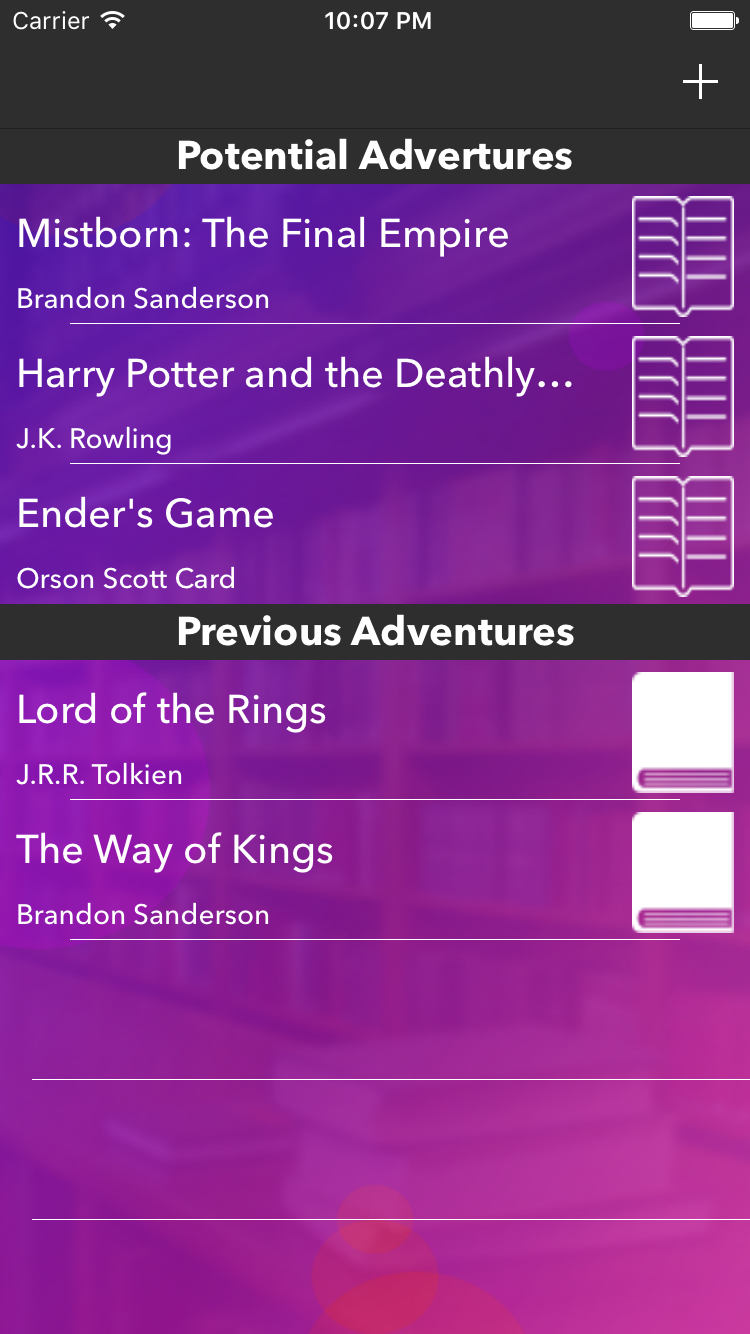 Carrier 10:07 PM
Potential Advertures
Mistborn: The Final Empire
Brandon Sanderson
Harry Potter and the Deathly...
J.K. Rowling
Ender's Game
Orson Scott Card
Previous Adventures
Lord of the Rings
J.R.R. Tolkien
The Way of Kings
Brandon Sanderson